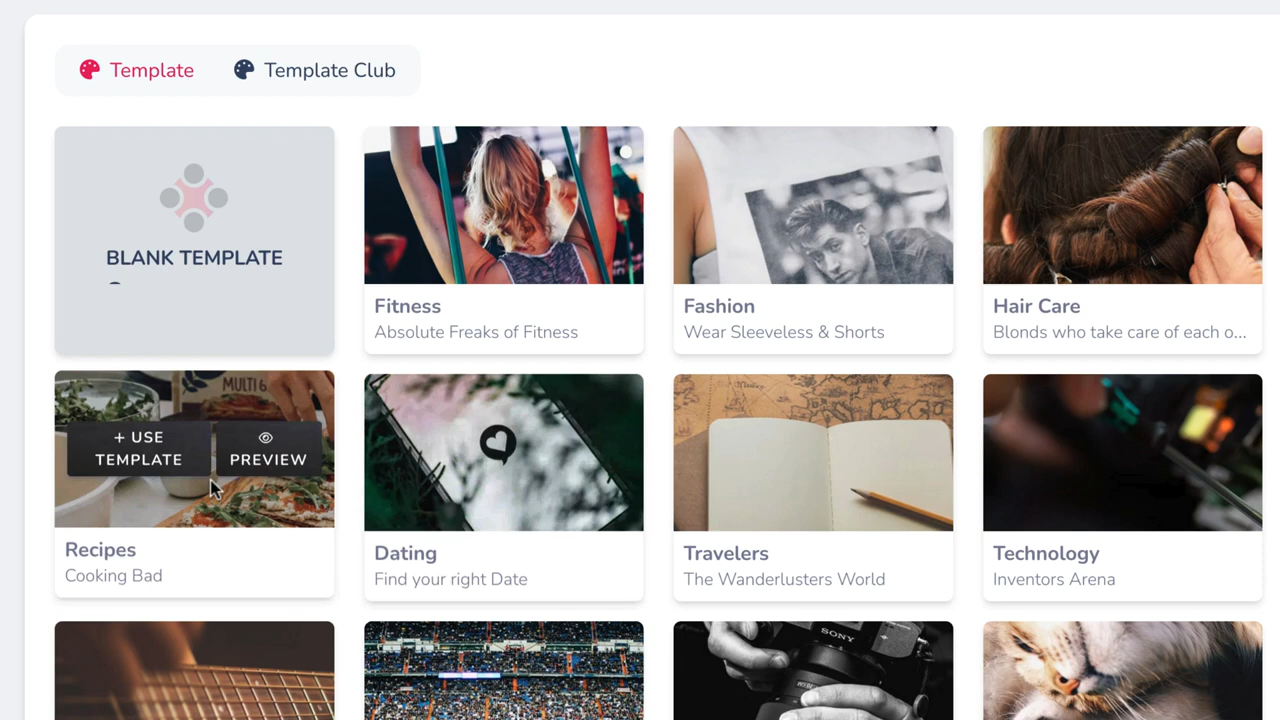 Template
Template Club
BLANK TEMPLATE
Fitness
Absolute Freaks of Fitness
Fashion
Wear Sleeveless & Shorts
Hair Care
Blonds who take care of each o...
MULTI
+ USE
TEMPLATE
PREVIEW
Recipes
Cooking Bad
Dating
Find your right Date
Travelers
The Wanderlusters World
Technology
Inventors Arena
SONY